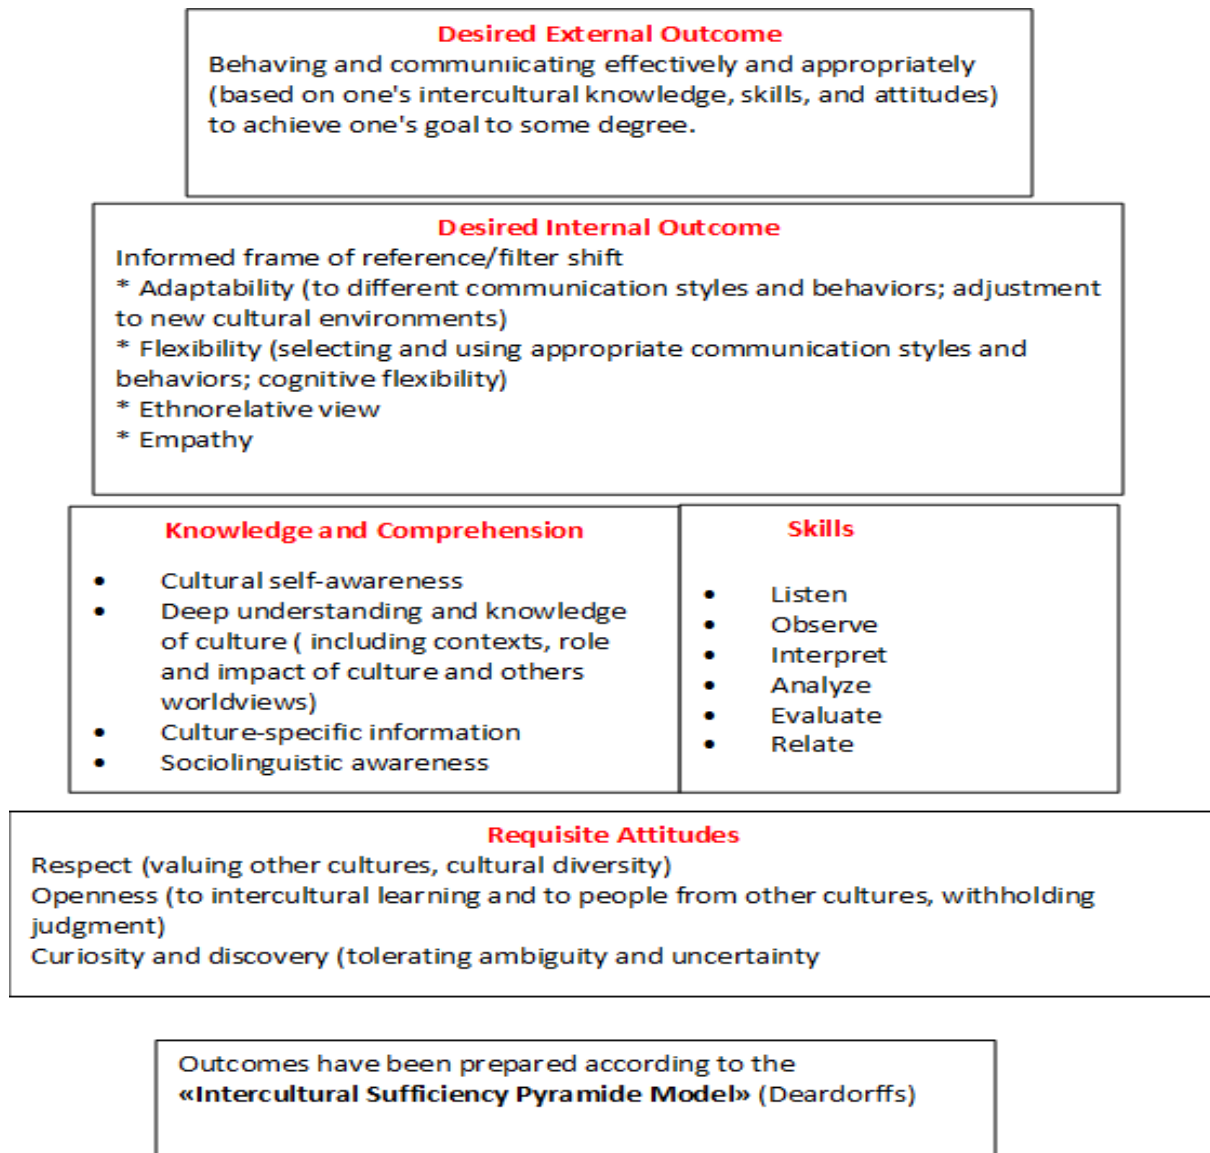 Desired External Outcome
Behaving and communiicating effectively and appropriately
(based on one's intercultural knowledge, skills, and attitudes)
to achieve one's goal to some degree.
Desired Internal Outcome
Informed frame of reference/filter shift
* Adaptability (to different communication styles and behaviors; adjustment
to new cultural environments)
* Flexibility (selecting and using appropriate communication styles and
behaviors; cognitive flexibility)
* Ethnorelative view
* Empathy
Knowledge and Comprehension
• Cultural self-awareness
• Deep understanding and knowledge
of culture ( including contexts, role
and impact of culture and others
worldviews)
• Culture-specific information
• Sociolinguistic awareness
Skills
• Listen
• Observe
• Interpret
• Analyze
• Evaluate
• Relate
Requisite Attitudes
Respect (valuing other cultures, cultural diversity)
Openness (to intercultural learning and to people from other cultures, withholding
judgment)
Curiosity and discovery (tolerating ambiguity and uncertainty
Outcomes have been prepared according to the
«Intercultural Sufficiency Pyramide Model» (Deardorffs)